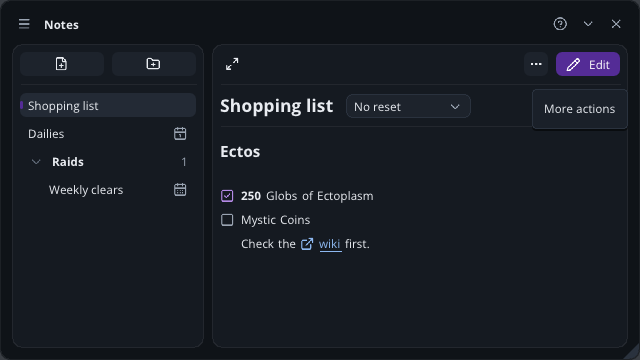 Notes
Edit
More actions
Shopping list
Dailies
Raids 1
Weekly clears
Shopping list No reset
Ectos
250 Globs of Ectoplasm
Mystic Coins
Check the wiki first.